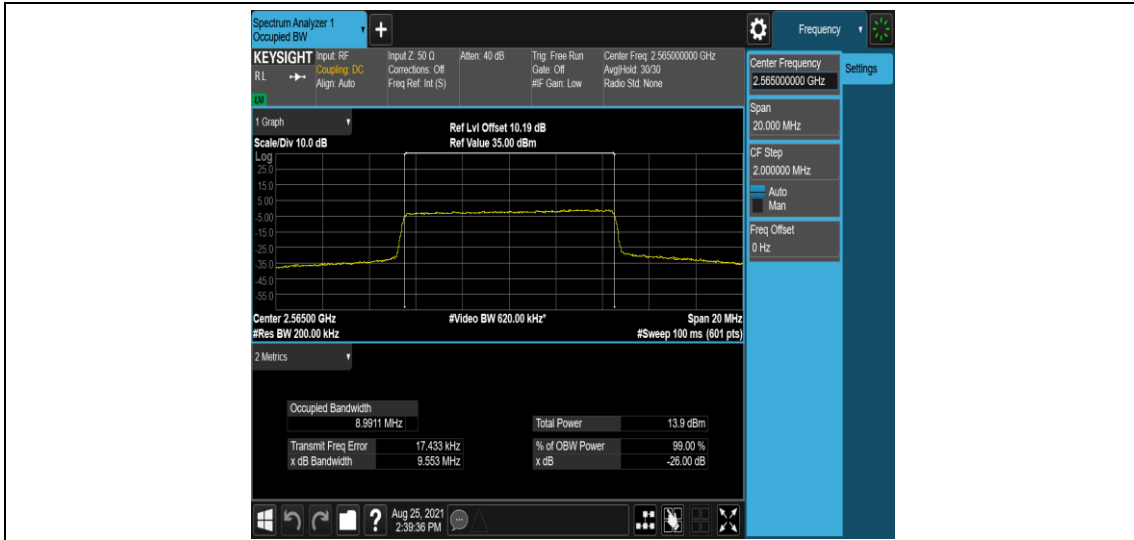 Spectrum Analyzer 1
Occupied BW
+
Frequency
KEYSIGHT
RL
Input: RF
Coupling: DC
Align: Auto
Input Z: 50 Ω
Corrections: Off
Freq Ref: Int (S)
Atten: 40 dB
Trig: Free Run
Gate: Off
#IF Gain: Low
Center Freq: 2.565000000 GHz
Avg|Hold: 30/30
Radio Std: None
Center Frequency
2.565000000 GHz
Settings
Span
20.000 MHz
CF Step
2.000000 MHz
Auto
Man
Freq Offset
0 Hz
1 Graph
Ref Lvl Offset 10.19 dB
Scale/Div 10.0 dB
Ref Value 35.00 dBm
Log
25.0
15.0
5.00
-5.00
-15.0
-25.0
-35.0
-45.0
-55.0
Center 2.56500 GHz
#Video BW 620.00 kHz*
Span 20 MHz
#Res BW 200.00 kHz
#Sweep 100 ms (601 pts)
2 Metrics
Occupied Bandwidth
8.9911 MHz
Total Power 13.9 dBm
Transmit Freq Error 17.433 kHz
% of OBW Power 99.00 %
x dB Bandwidth 9.553 MHz
x dB -26.00 dB
?
Aug 25, 2021
2:39:36 PM